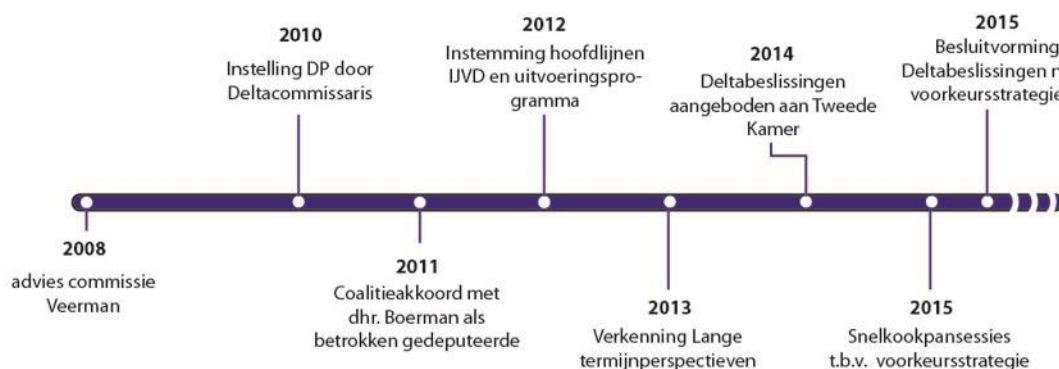 2008
advies commissie
Veerman
2010
Instelling DP door
Deltacommissaris
2011
Coalitieakkoord met
dhr. Boerman als
betrokken gedeputeerde
2012
Instemming hoofdlijnen
IJVD en uitvoeringspro-
gramma
2013
Verkenning Lange
termijnperspectieven
2014
Deltabeslissingen
aangeboden aan Tweede
Kamer
2015
Snelkookpansessies
t.b.v. voorkeursstrategie
2015
Besluitvorming
Deltabeslissingen
voorkeursstrategie